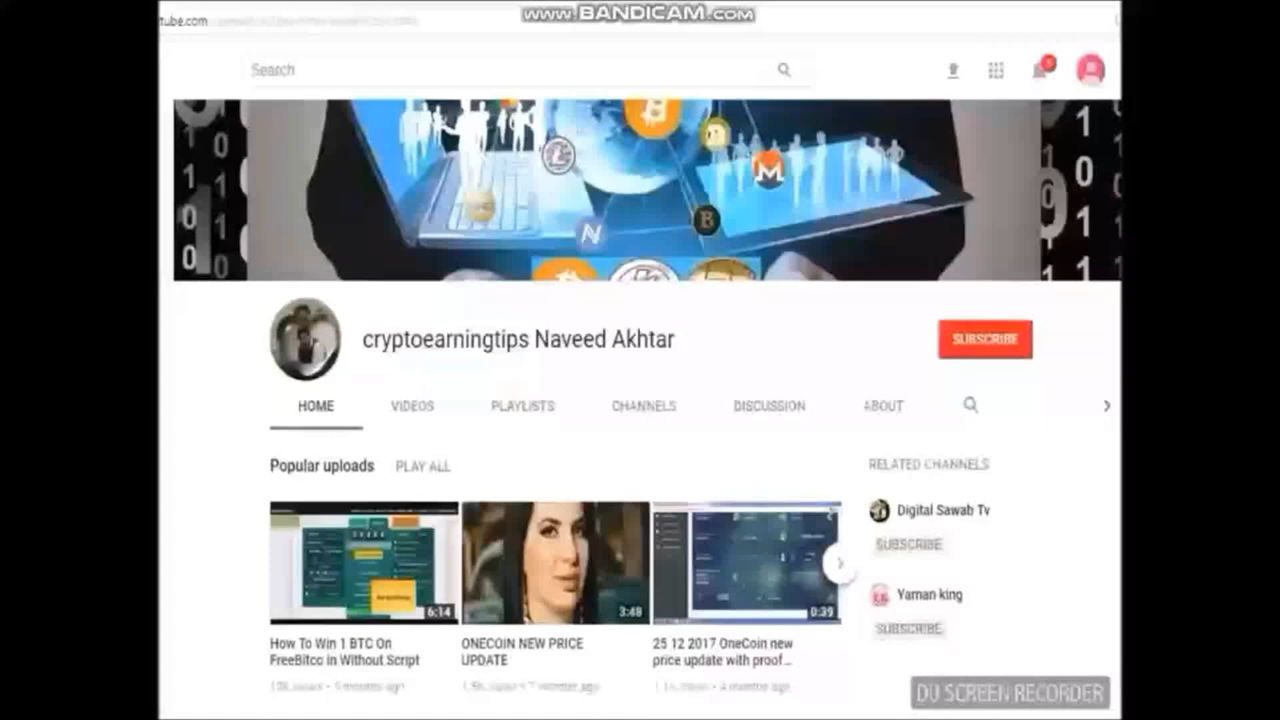 www.BANDICAM.com
tube.com
Search
cryptoearningtips Naveed Akhtar
SUBSCRIBE
HOME VIDEOS PLAYLISTS CHANNELS DISCUSSION ABOUT
Popular uploads PLAY ALL
6:14
3:48
0:39
How To Win 1 BTC On
FreeBitco in Without Script
ONECOIN NEW PRICE
UPDATE
25 12 2017 OneCoin new
price update with proof...
RELATED CHANNELS
Digital Sawab Tv
SUBSCRIBE
Yaman king
SUBSCRIBE
DU SCREEN RECORDER